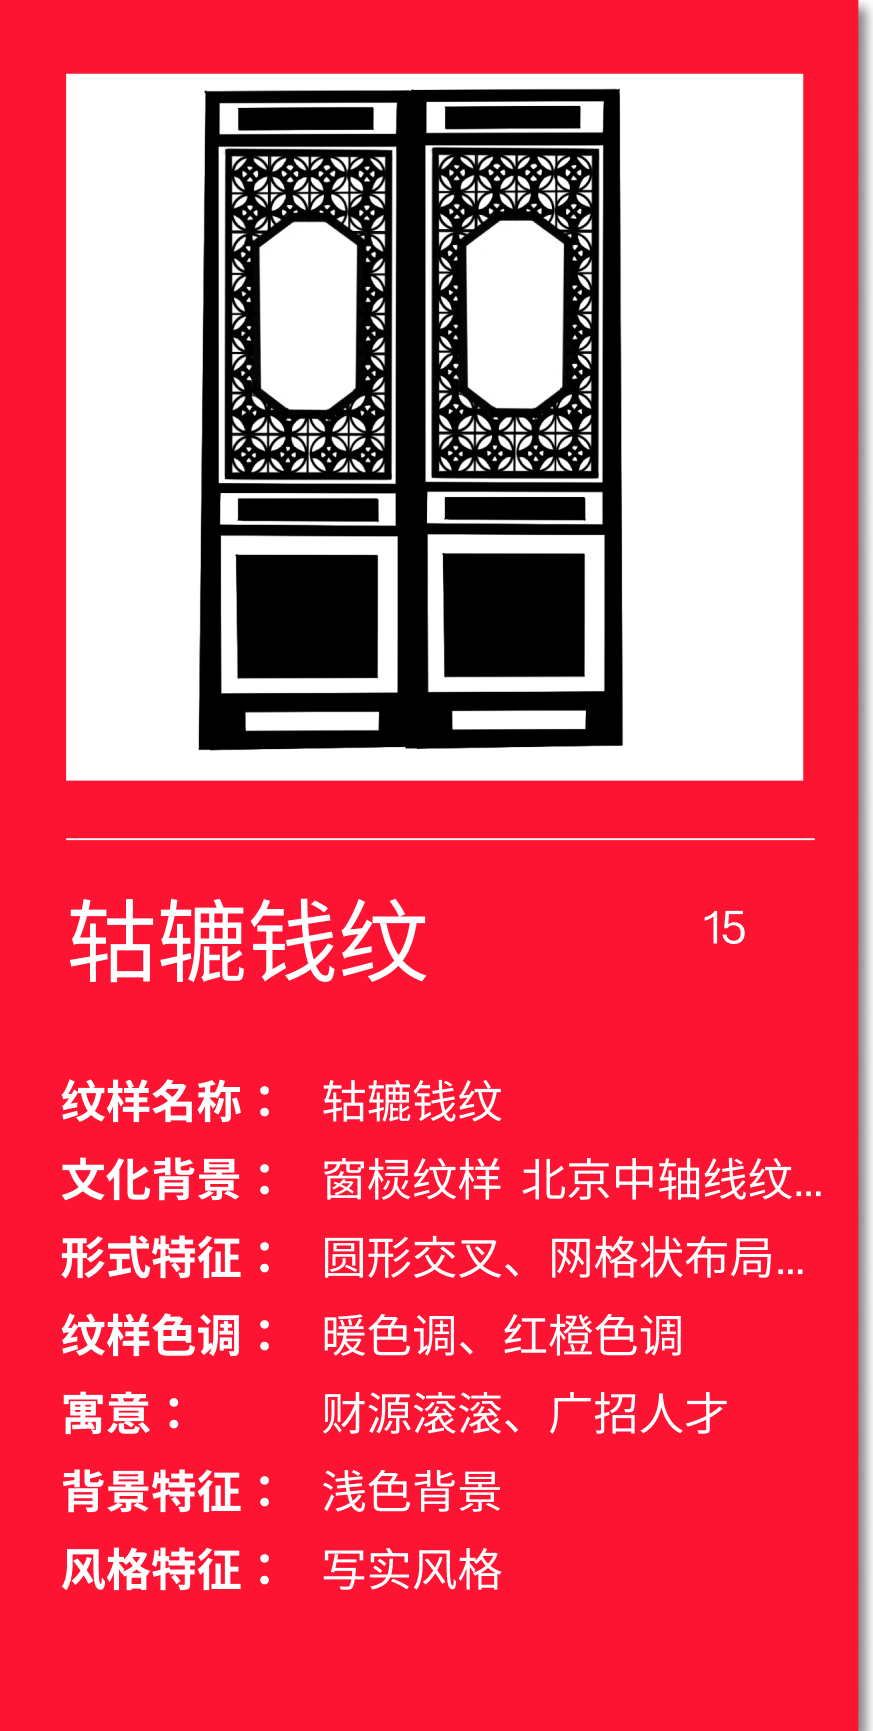 轱辘钱纹
15
纹样名称： 轱辘钱纹
文化背景： 窗棂纹样 北京中轴线纹...
形式特征： 圆形交叉、网格状布局...
纹样色调： 暖色调、红橙色调
寓意： 财源滚滚、广招人才
背景特征： 浅色背景
风格特征： 写实风格